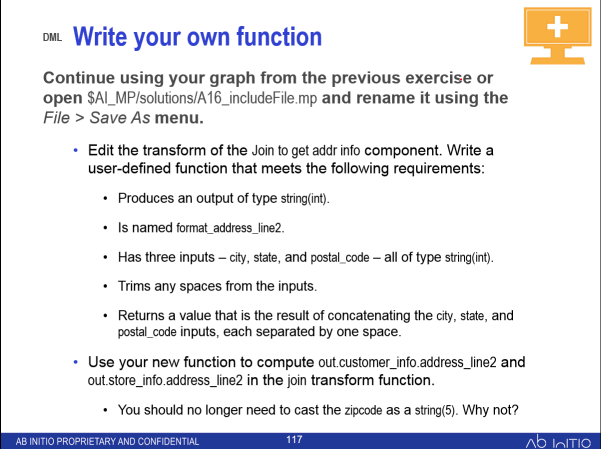 DML Write your own function
Continue using your graph from the previous exercise or
open $AI_MP/solutions/A16_includeFile.mp and rename it using the
File > Save As menu.
• Edit the transform of the Join to get addr info component. Write a
user-defined function that meets the following requirements:
• Produces an output of type string(int).
• Is named format_address_line2.
• Has three inputs – city, state, and postal_code – all of type string(int).
• Trims any spaces from the inputs.
• Returns a value that is the result of concatenating the city, state, and
postal_code inputs, each separated by one space.
• Use your new function to compute out.customer_info.address_line2 and
out.store_info.address_line2 in the join transform function.
• You should no longer need to cast the zipcode as a string(5). Why not?
AB INITIO PROPRIETARY AND CONFIDENTIAL 117 Ab Initio